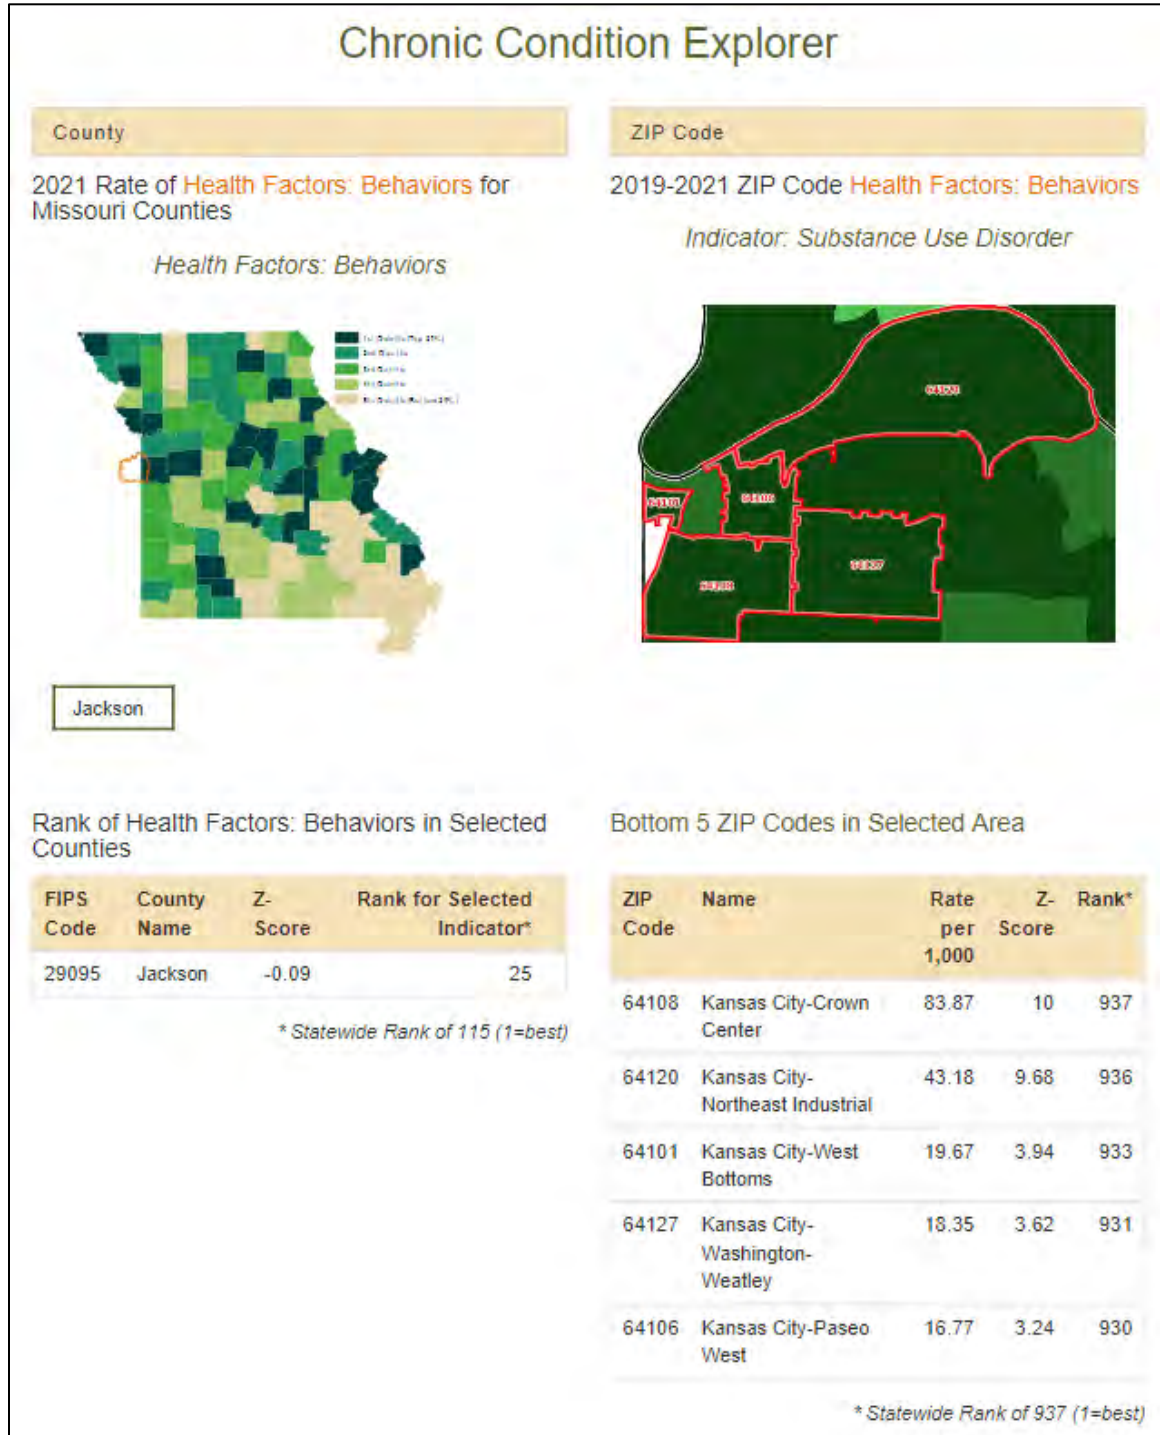 Chronic Condition Explorer
County
2021 Rate of Health Factors: Behaviors for
Missouri Counties
Health Factors: Behaviors
Jackson
Rank of Health Factors: Behaviors in Selected
Counties
FIPS Code County Name Z-Score Rank for Selected Indicator*
29095 Jackson -0.09 25
* Statewide Rank of 115 (1=best)
ZIP Code
2019-2021 ZIP Code Health Factors: Behaviors
Indicator: Substance Use Disorder
64120
64101
64106
64108
64127
Bottom 5 ZIP Codes in Selected Area
ZIP Code Name Rate per 1,000 Z-Score Rank*
64108 Kansas City-Crown Center 83.87 10 937
64120 Kansas City-Northeast Industrial 43.18 9.68 936
64101 Kansas City-West Bottoms 19.67 3.94 933
64127 Kansas City-Washington-Weatley 18.35 3.62 931
64106 Kansas City-Paseo West 16.77 3.24 930
* Statewide Rank of 937 (1=best)